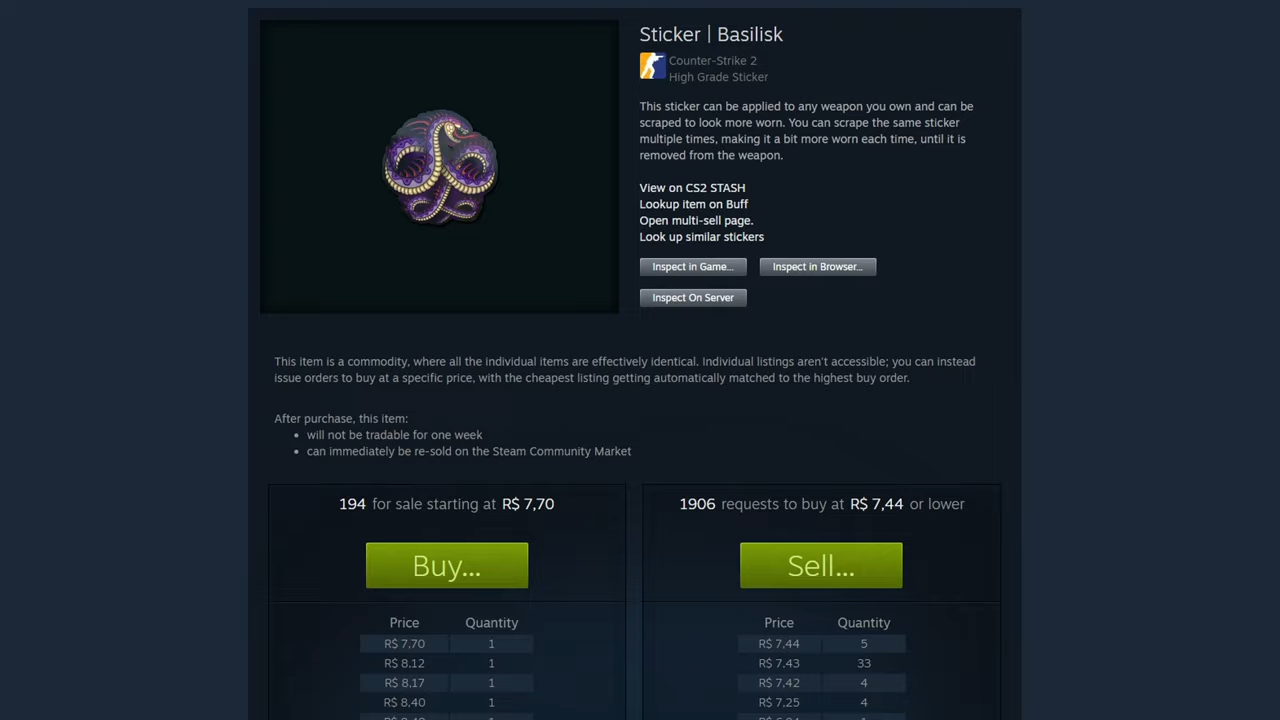 Sticker | Basilisk
Counter-Strike 2
High Grade Sticker
This sticker can be applied to any weapon you own and can be
scraped to look more worn. You can scrape the same sticker
multiple times, making it a bit more worn each time, until it is
removed from the weapon.
View on CS2 STASH
Lookup item on Buff
Open multi-sell page.
Look up similar stickers
Inspect in Game... Inspect in Browser...
Inspect On Server
This item is a commodity, where all the individual items are effectively identical. Individual listings aren't accessible; you can instead
issue orders to buy at a specific price, with the cheapest listing getting automatically matched to the highest buy order.
After purchase, this item:
• will not be tradable for one week
• can immediately be re-sold on the Steam Community Market
194 for sale starting at R$ 7,70
Buy...
Price Quantity
R$ 7,70 1
R$ 8,12 1
R$ 8,17 1
R$ 8,40 1
1906 requests to buy at R$ 7,44 or lower
Sell...
Price Quantity
R$ 7,44 5
R$ 7,43 33
R$ 7,42 4
R$ 7,25 4